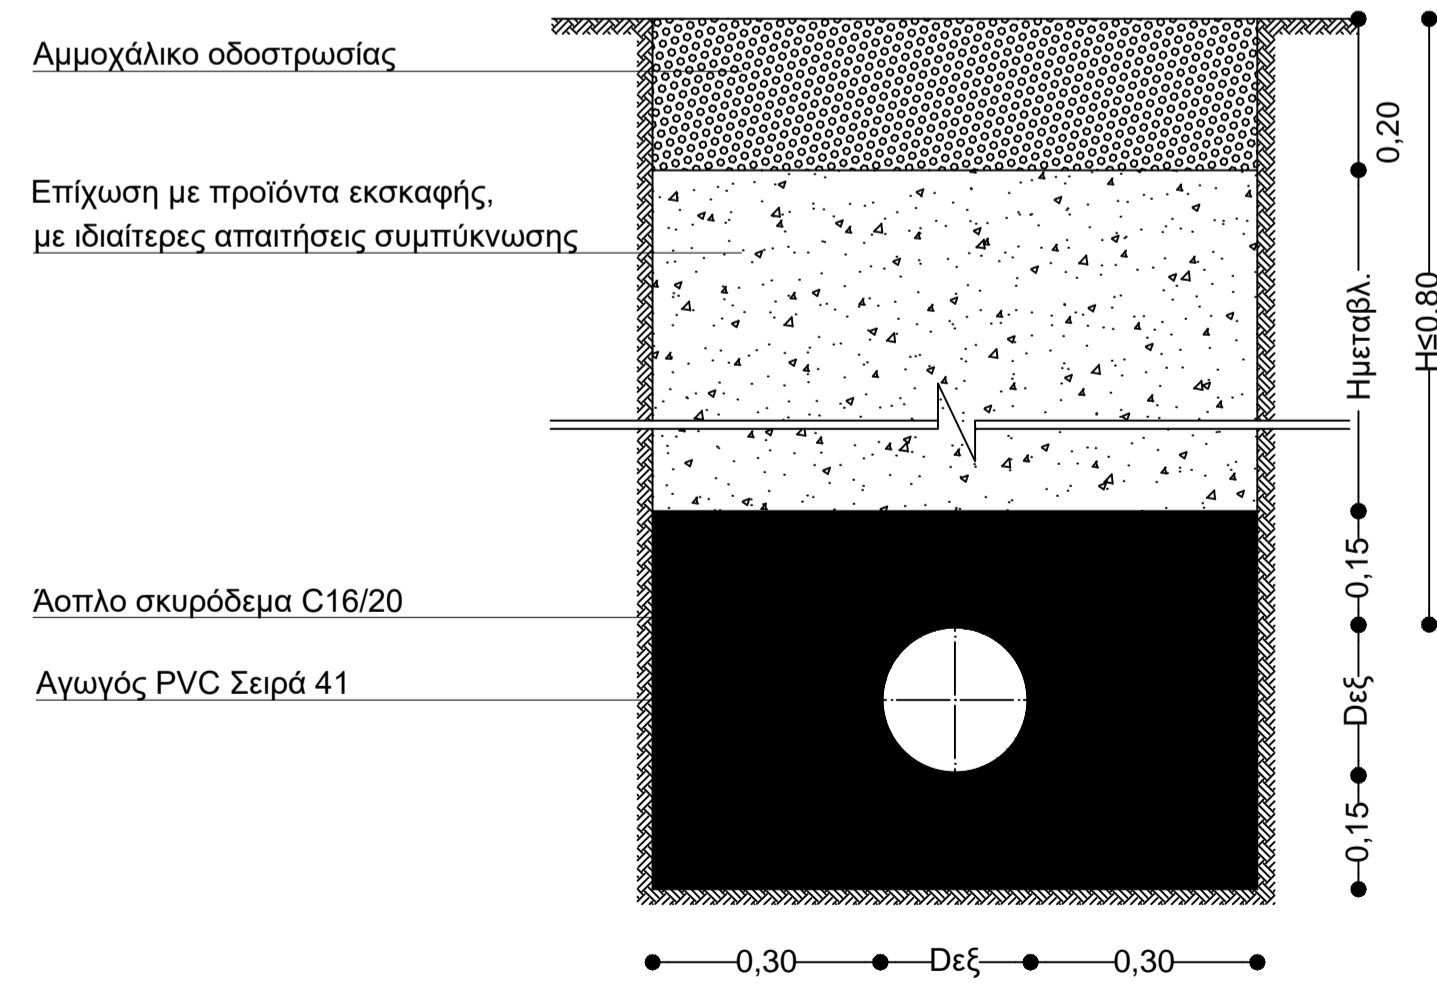 Αμμοχάλικο οδοστρωσίας
Επίχωση με προϊόντα εκσκαφής,
με ιδιαίτερες απαιτήσεις συμπύκνωσης
Άοπλο σκυρόδεμα C16/20
Αγωγός PVC Σειρά 41
0,20
Ημεταβλ.
H≤0,80
0,15
Dεξ
0,15
0,30
Dεξ
0,30